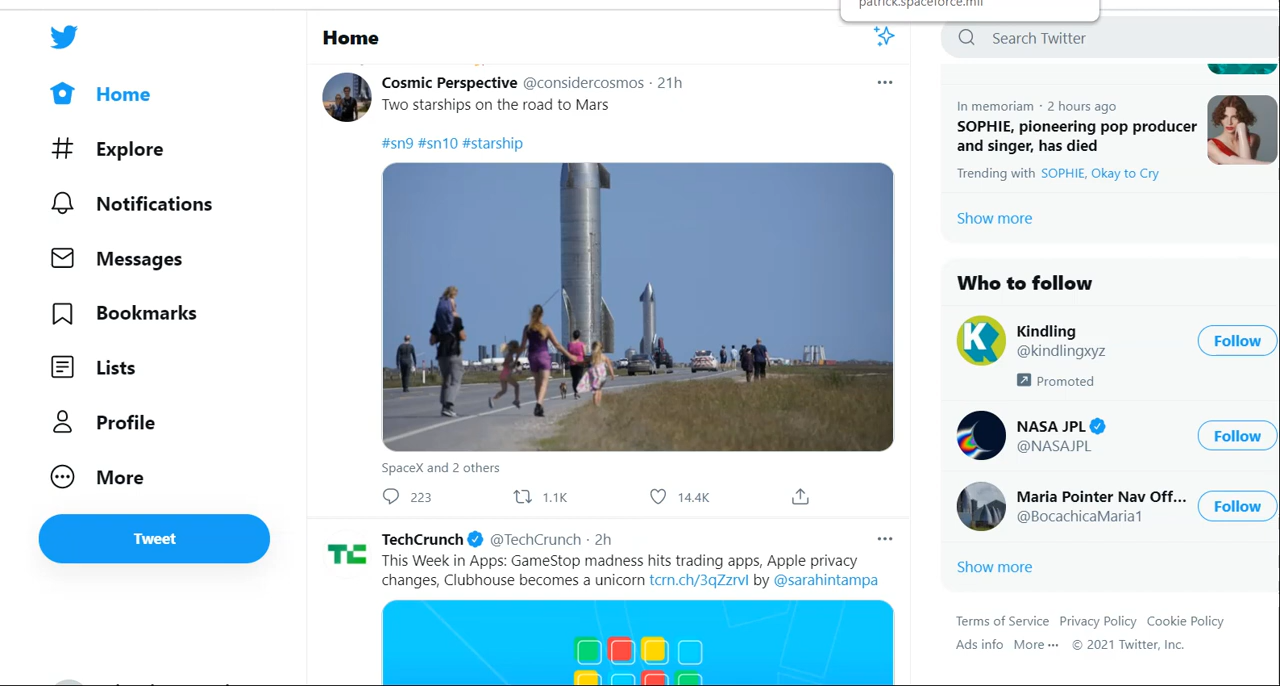 patrick.spaceforce.mil
Home
Search Twitter
Home
Explore
Notifications
Messages
Bookmarks
Lists
Profile
More
Tweet
Cosmic Perspective @considercosmos · 21h
Two starships on the road to Mars
#sn9 #sn10 #starship
SpaceX and 2 others
223 1.1K 14.4K
TechCrunch @TechCrunch · 2h
This Week in Apps: GameStop madness hits trading apps, Apple privacy
changes, Clubhouse becomes a unicorn tcrn.ch/3qZzrvI by @sarahintampa
In memoriam · 2 hours ago
SOPHIE, pioneering pop producer
and singer, has died
Trending with SOPHIE, Okay to Cry
Show more
Who to follow
Kindling
@kindlingxyz
Follow
Promoted
NASA JPL
@NASAJPL
Follow
Maria Pointer Nav Off...
@BocachicaMaria1
Follow
Show more
Terms of Service Privacy Policy Cookie Policy
Ads info More ··· © 2021 Twitter, Inc.